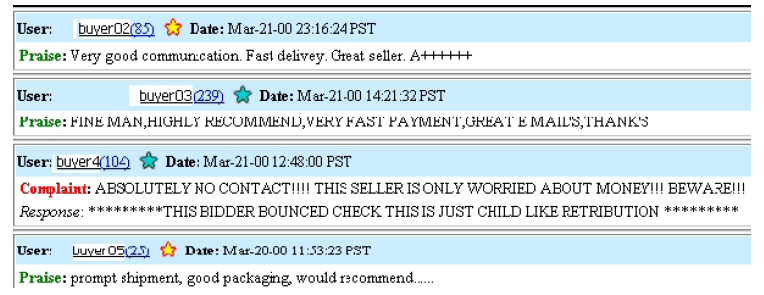 User: buyer02(85) Date: Mar-21-00 23:16:24 PST
Praise: Very good communication. Fast delivey. Great seller. A++++++
User: buyer03(239) Date: Mar-21-00 14:21:32 PST
Praise: FINE MAN,HIGHLY RECOMMEND,VERY FAST PAYMENT,GREAT E MAIL'S,THANK'S
User: buyer4(104) Date: Mar-21-00 12:48:00 PST
Complaint: ABSOLUTELY NO CONTACT!!!! THIS SELLER IS ONLY WORRIED ABOUT MONEY!!! BEWARE!!!
Response: *********THIS BIDDER BOUNCED CHECK THIS IS JUST CHILD LIKE RETRIBUTION *********
User: buyer05(25) Date: Mar-20-00 11:53:23 PST
Praise: prompt shipment, good packaging, would recommend......